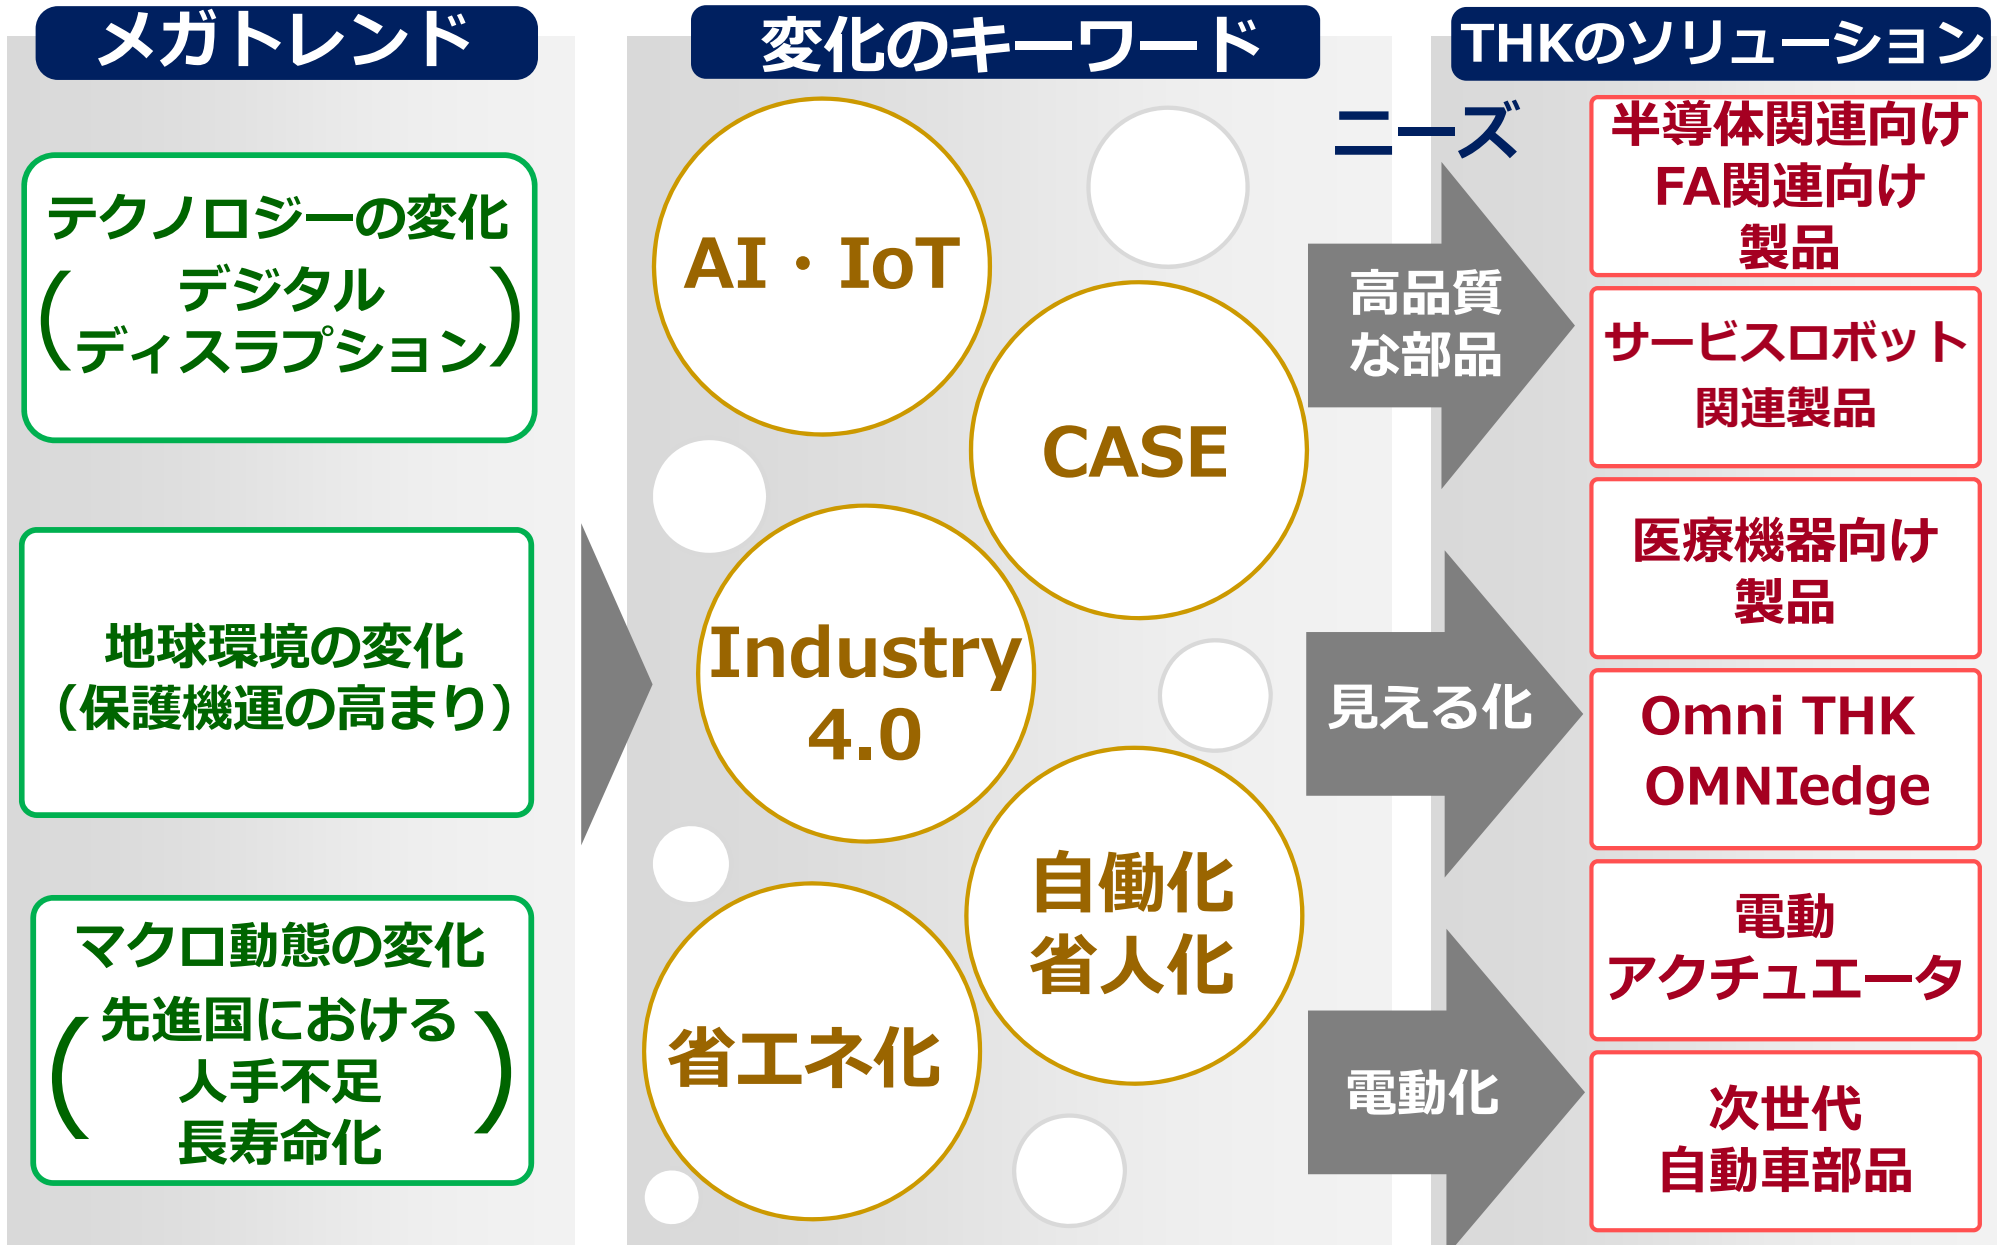 メガトレンド
テクノロジーの変化
（デジタル
ディスラプション）
地球環境の変化
（保護機運の高まり）
マクロ動態の変化
（先進国における
人手不足
長寿命化）
変化のキーワード
AI・IoT
CASE
Industry
4.0
自働化
省人化
省エネ化
ニーズ
高品質
な部品
見える化
電動化
THKのソリューション
半導体関連向け
FA関連向け
製品
サービスロボット
関連製品
医療機器向け
製品
Omni THK
OMNIedge
電動
アクチュエータ
次世代
自動車部品